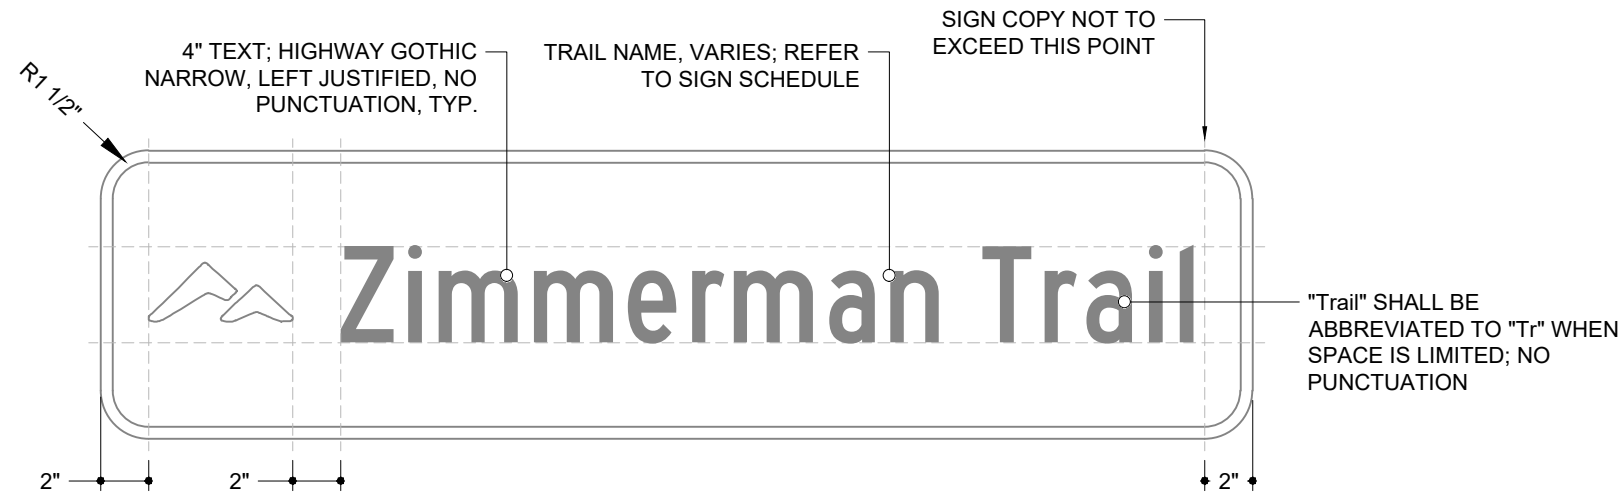 SIGN COPY NOT TO
EXCEED THIS POINT
4" TEXT; HIGHWAY GOTHIC
NARROW, LEFT JUSTIFIED, NO
PUNCTUATION, TYP.
TRAIL NAME, VARIES; REFER
TO SIGN SCHEDULE
R1 1/2"
Zimmerman Trail
"Trail" SHALL BE
ABBREVIATED TO "Tr" WHEN
SPACE IS LIMITED; NO
PUNCTUATION
2"
2"
2"